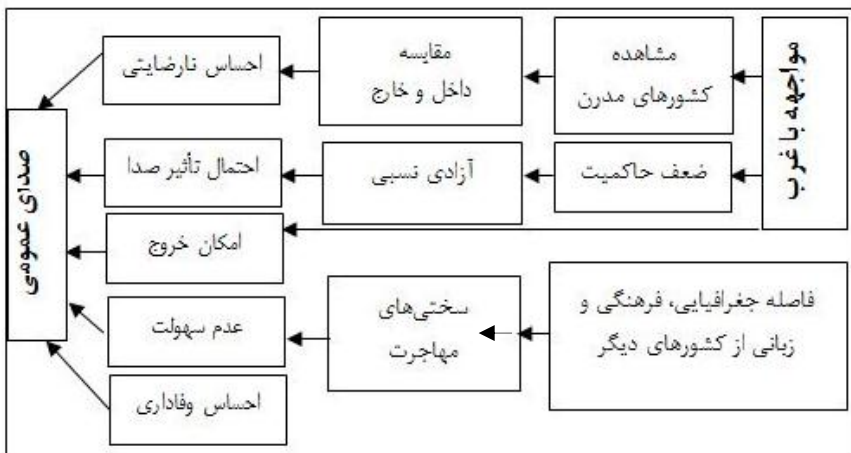 مواجهه با غرب
مشاهده
کشورهای مدرن
مقایسه
داخل و خارج
احساس نارضایتی
ضعف حاکمیت
آزادی نسبی
احتمال تأثیر صدا
امکان خروج
فاصله جغرافیایی، فرهنگی و
زبانی از کشورهای دیگر
سختی‌های
مهاجرت
عدم سهولت
احساس وفاداری
صدای عمومی